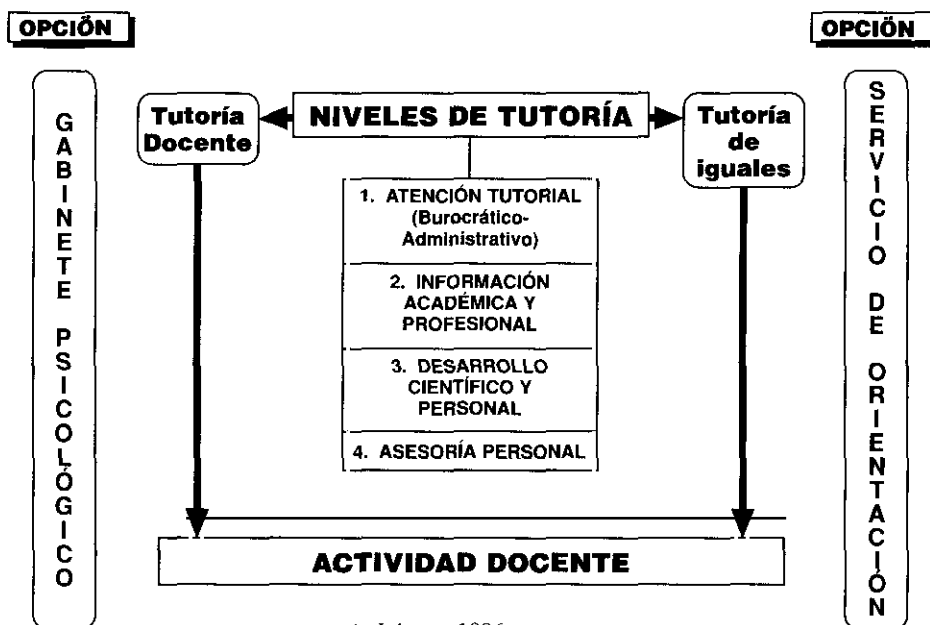 OPCIÓN
OPCIÓN
GABINETE PSICOLÓGICO
Tutoría
Docente
NIVELES DE TUTORÍA
Tutoría
de
iguales
SERVICIO DE ORIENTACIÓN
1. ATENCIÓN TUTORIAL
(Burocrático-
Administrativo)
2. INFORMACIÓN
ACADÉMICA Y
PROFESIONAL
3. DESARROLLO
CIENTÍFICO Y
PERSONAL
4. ASESORÍA PERSONAL
ACTIVIDAD DOCENTE